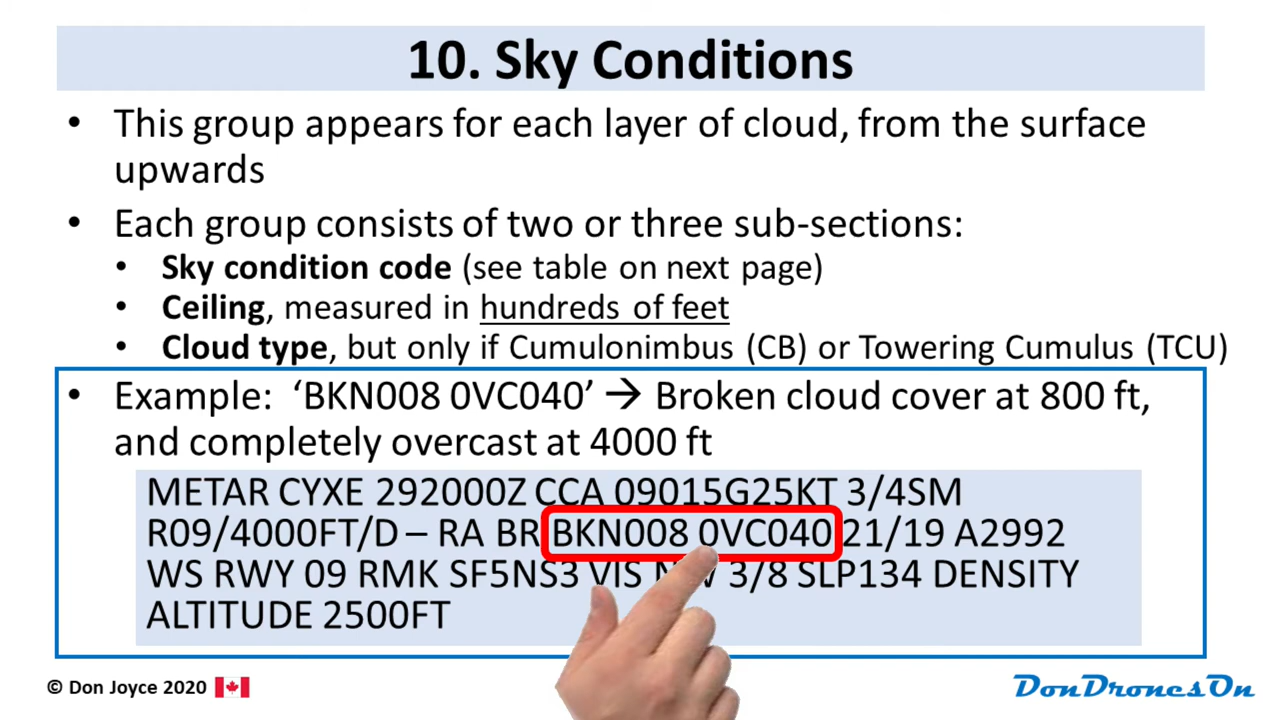 10. Sky Conditions
• This group appears for each layer of cloud, from the surface
upwards
• Each group consists of two or three sub-sections:
• Sky condition code (see table on next page)
• Ceiling, measured in hundreds of feet
• Cloud type, but only if Cumulonimbus (CB) or Towering Cumulus (TCU)
• Example: ‘BKN008 0VC040’ → Broken cloud cover at 800 ft,
and completely overcast at 4000 ft
METAR CYXE 292000Z CCA 09015G25KT 3/4SM
R09/4000FT/D – RA BR BKN008 0VC040 21/19 A2992
WS RWY 09 RMK SF5NS3 VIS 3/8 SLP134 DENSITY
ALTITUDE 2500FT
© Don Joyce 2020
DonDronesOn